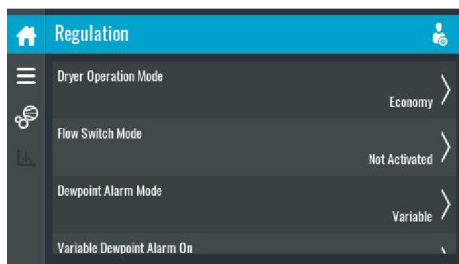 Regulation
Dryer Operation Mode
Economy
Flow Switch Mode
Not Activated
Dewpoint Alarm Mode
Variable
Variable Dewpoint Alarm On